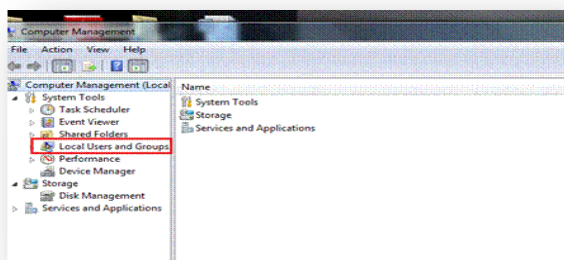 Computer Management
File Action View Help
Computer Management (Local
Name
System Tools
Task Scheduler
Event Viewer
Shared Folders
Local Users and Groups
Performance
Device Manager
Storage
Disk Management
Services and Applications
System Tools
Storage
Services and Applications